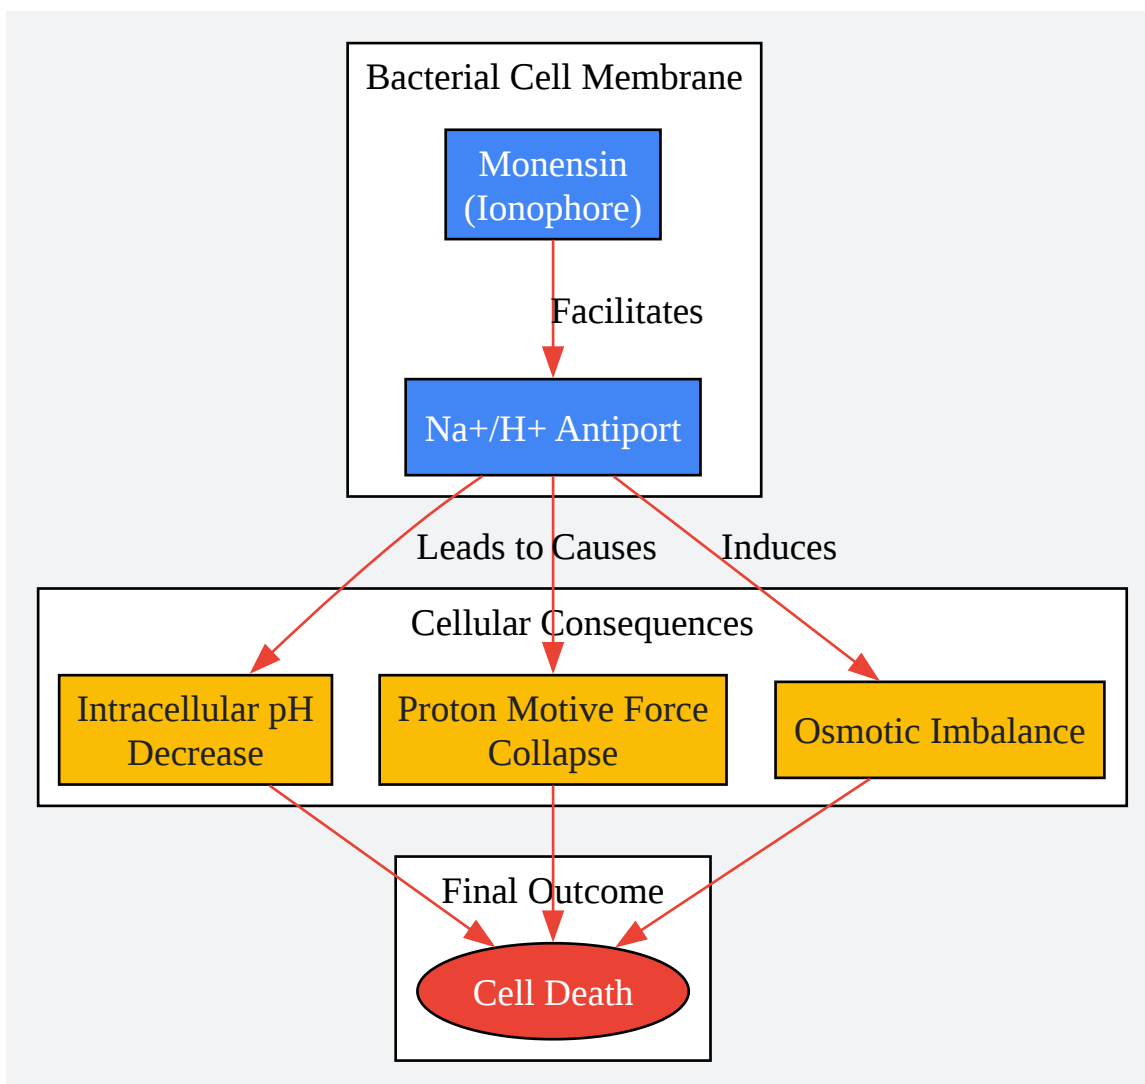 Bacterial Cell Membrane
Monensin
(Ionophore)
Facilitates
Na+/H+ Antiport
Leads to
Causes
Induces
Cellular Consequences
Intracellular pH
Decrease
Proton Motive Force
Collapse
Osmotic Imbalance
Final Outcome
Cell Death